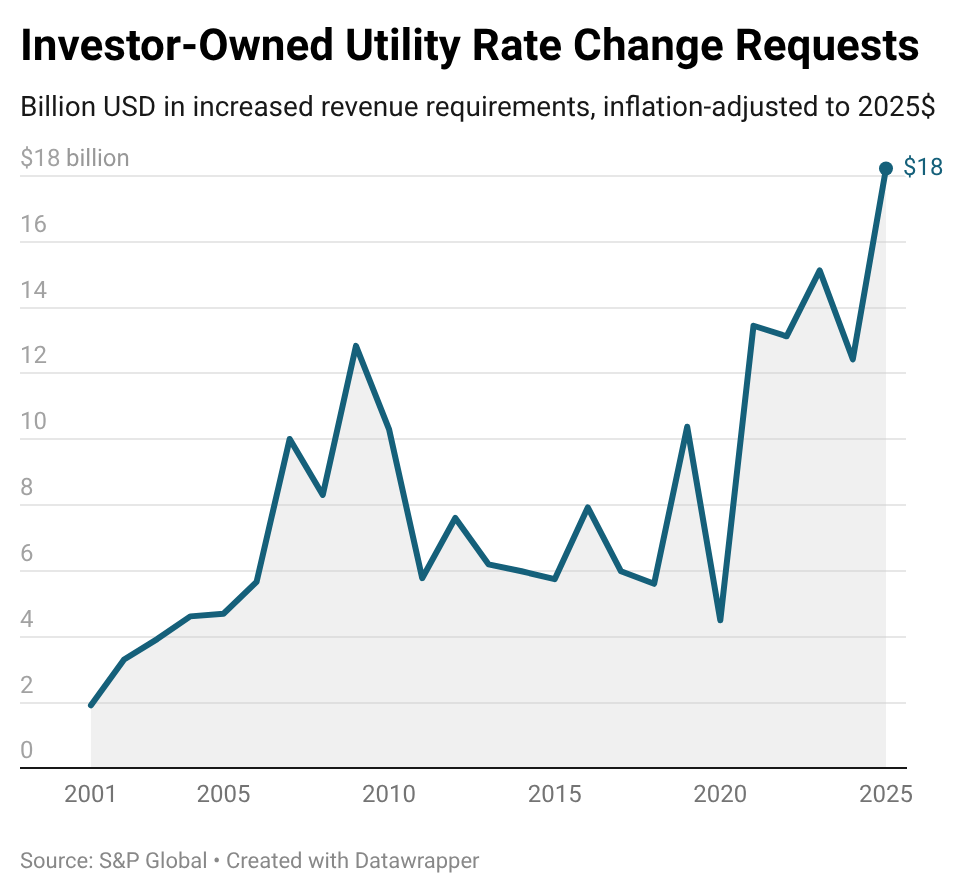 Investor-Owned Utility Rate Change Requests
Billion USD in increased revenue requirements, inflation-adjusted to 2025$
$18 billion
$18
16
14
12
10
8
6
4
2
0
2001 2005 2010 2015 2020 2025
Source: S&P Global • Created with Datawrapper